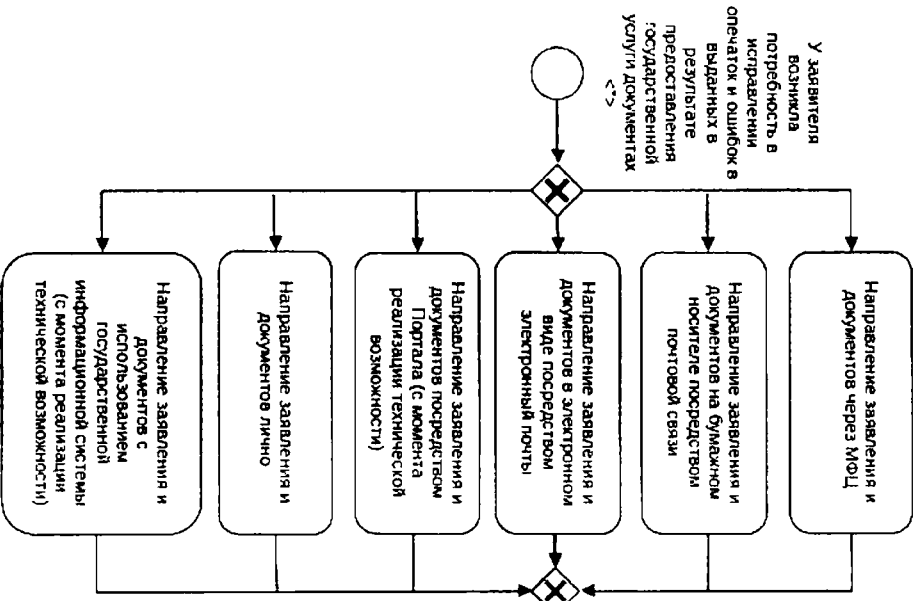 У заявителя
возникла
потребность в
исправлении
опечаток и ошибок в
выданных в
результате
предоставления
государственной
услуги документах
<*>
Направление заявления и
документов через МФЦ
Направление заявления и
документов на бумажном
носителе посредством
почтовой связи
Направление заявления и
документов в электронном
виде посредством
электронный почты
Направление заявления и
документов посредством
Портала (с момента
реализации технической
возможности)
Направление заявления и
документов лично
Направление заявления и
документов с
использованием
государственной
информационной системы
(с момента реализации
технической возможности)